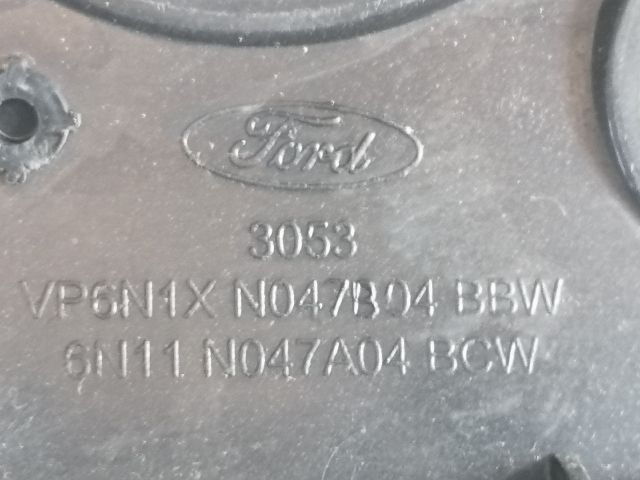 Ford
3053
VP6N1X N047B04 BBW
6N11 N047A04 BCW